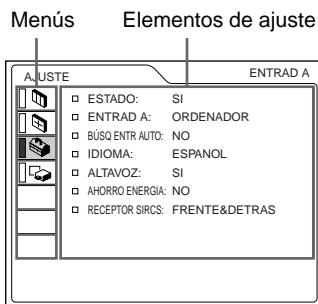 Menús Elementos de ajuste
AJUSTE ENTRAD A
ESTADO: SI
ENTRAD A: ORDENADOR
BÚSQ ENTR AUTO: NO
IDIOMA: ESPANOL
ALTAVOZ: SI
AHORRO ENERGIA: NO
RECEPTOR SIRCS: FRENTE&DETRAS